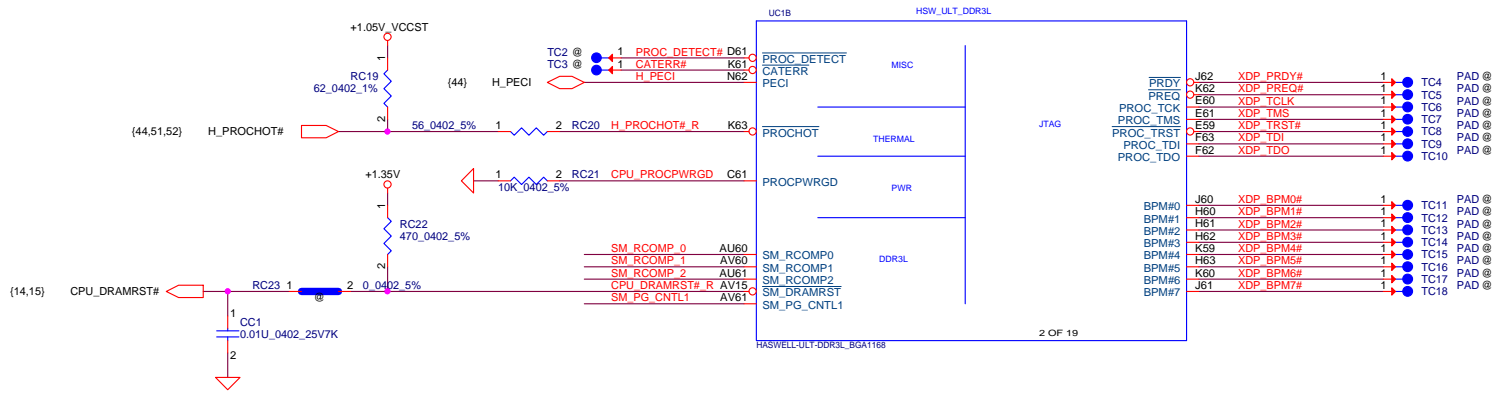 UC1B
HSW_ULT_DDR3L
+1.05V_VCCST
1
RC19
62_0402_1%
2
{44,51,52}
H_PROCHOT#
56_0402_5%
1
2
RC20
H_PROCHOT#_R
K63
PROCHOT
TC2 @
1
PROC_DETECT#
D61
PROC_DETECT
TC3 @
1
CATERR#
K61
CATERR
{44}
H_PECI
H_PECI
N62
PECI
MISC
THERMAL
PWR
DDR3L
JTAG
1
2
RC21
10K_0402_5%
CPU_PROCPWRGD
C61
PROCPWRGD
+1.35V
1
RC22
470_0402_5%
2
SM_RCOMP_0
AU60
SM_RCOMP0
SM_RCOMP_1
AV60
SM_RCOMP1
SM_RCOMP_2
AU61
SM_RCOMP2
{14,15}
CPU_DRAMRST#
RC23
1
@
2
0_0402_5%
CPU_DRAMRST#_R
AV15
SM_DRAMRST
SM_PG_CNTL1
AV61
SM_PG_CNTL1
1
CC1
0.01U_0402_25V7K
2
PRDY
J62
XDP_PRDY#
1
TC4
PAD @
PREQ
K62
XDP_PREQ#
1
TC5
PAD @
PROC_TCK
E60
XDP_TCLK
1
TC6
PAD @
PROC_TMS
E61
XDP_TMS
1
TC7
PAD @
PROC_TRST
E59
XDP_TRST#
1
TC8
PAD @
PROC_TDI
F63
XDP_TDI
1
TC9
PAD @
PROC_TDO
F62
XDP_TDO
1
TC10
PAD @
BPM#0
J60
XDP_BPM0#
1
TC11
PAD @
BPM#1
H60
XDP_BPM1#
1
TC12
PAD @
BPM#2
H61
XDP_BPM2#
1
TC13
PAD @
BPM#3
H62
XDP_BPM3#
1
TC14
PAD @
BPM#4
K59
XDP_BPM4#
1
TC15
PAD @
BPM#5
H63
XDP_BPM5#
1
TC16
PAD @
BPM#6
K60
XDP_BPM6#
1
TC17
PAD @
BPM#7
J61
XDP_BPM7#
1
TC18
PAD @
2 OF 19
HASWELL-ULT-DDR3L_BGA1168